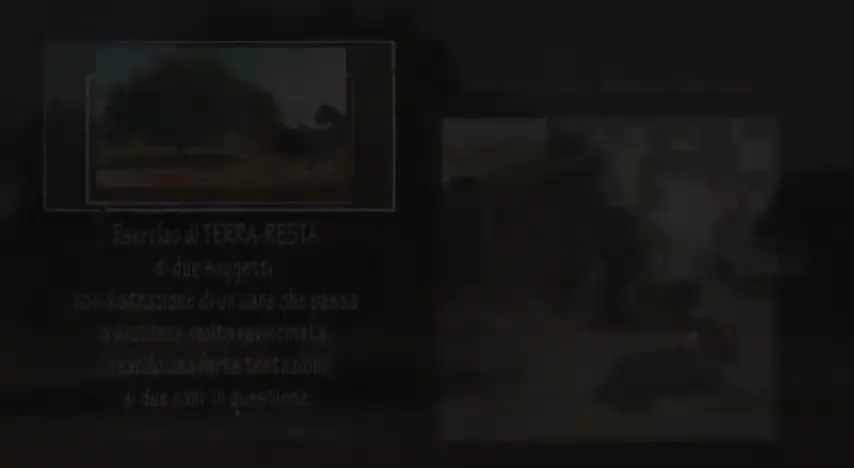 Esercizio di TERRA-RESTA
di due soggetti
con distrazione di un cane che passa
a distanza molto ravvicinata
creando una forte tentazione
ai due cani in questione